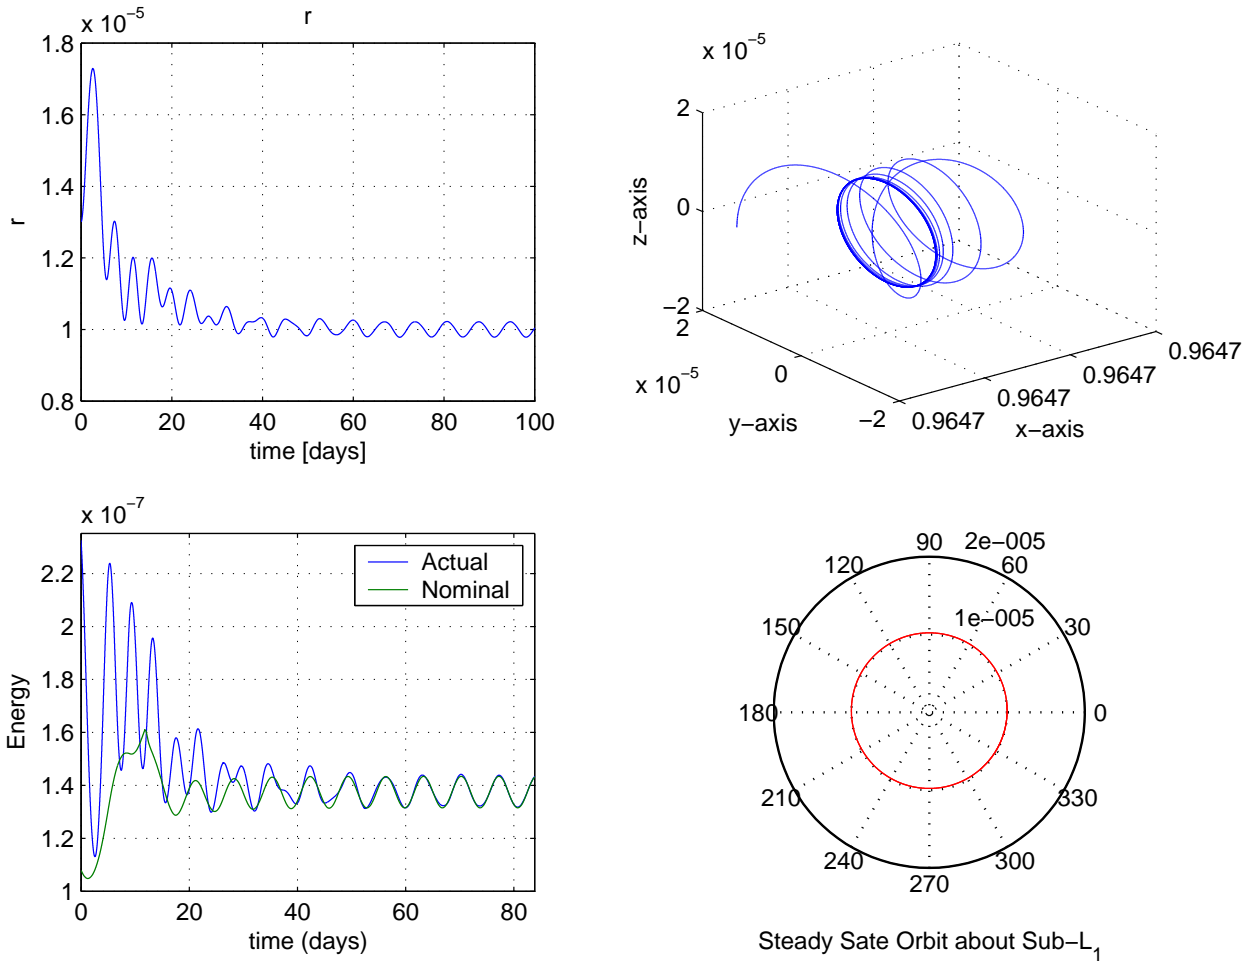 x 10⁻⁵
r
1.8
1.6
1.4
1.2
1
0.8
r
0 20 40 60 80 100
time [days]
x 10⁻⁵
2
0
−2
z−axis
2
0
−2
x 10⁻⁵
y−axis
0.9647
0.9647
0.9647
0.9647
x−axis
x 10⁻⁷
2.2
2
1.8
1.6
1.4
1.2
1
Energy
Actual
Nominal
0 20 40 60 80
time (days)
90
2e−005
120
60
1e−005
150
30
180
0
210
330
240
300
270
Steady Sate Orbit about Sub−L₁